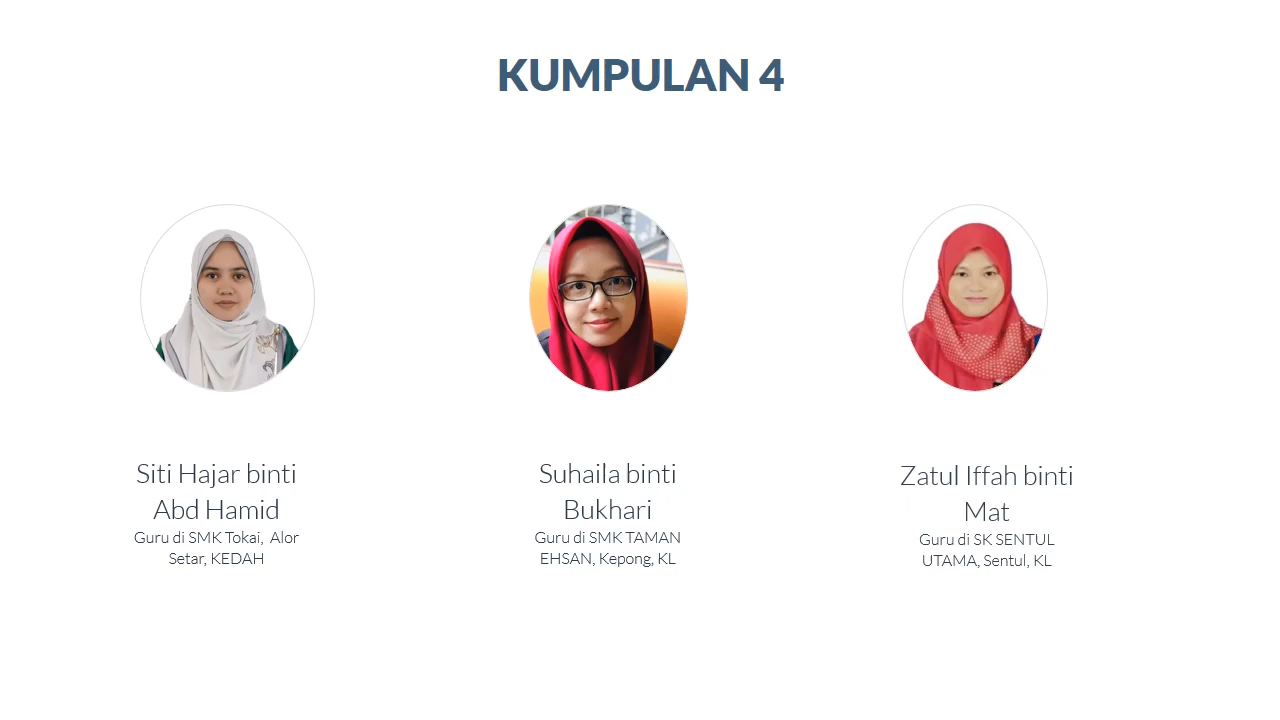 KUMPULAN 4
Siti Hajar binti
Abd Hamid
Guru di SMK Tokai, Alor
Setar, KEDAH
Suhaila binti
Bukhari
Guru di SMK TAMAN
EHSAN, Kepong, KL
Zatul Iffah binti
Mat
Guru di SK SENTUL
UTAMA, Sentul, KL